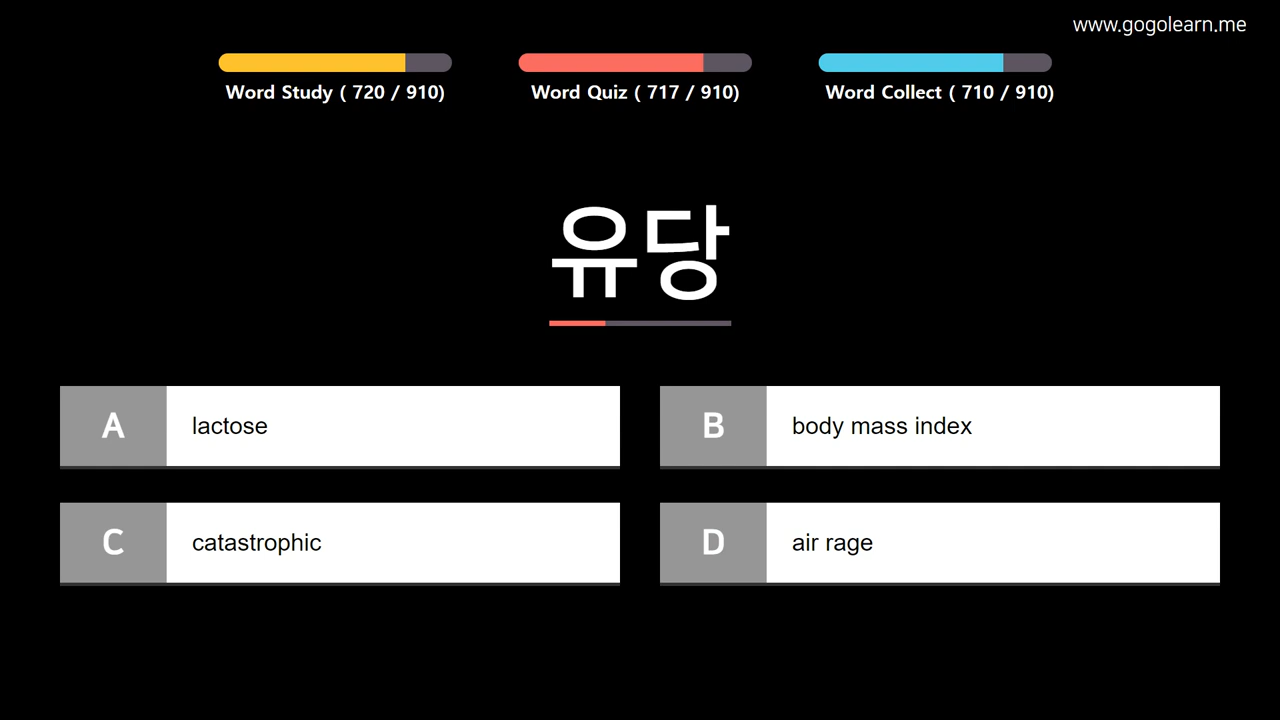 www.gogolearn.me
Word Study ( 720 / 910)
Word Quiz ( 717 / 910)
Word Collect ( 710 / 910)
유당
A lactose
B body mass index
C catastrophic
D air rage